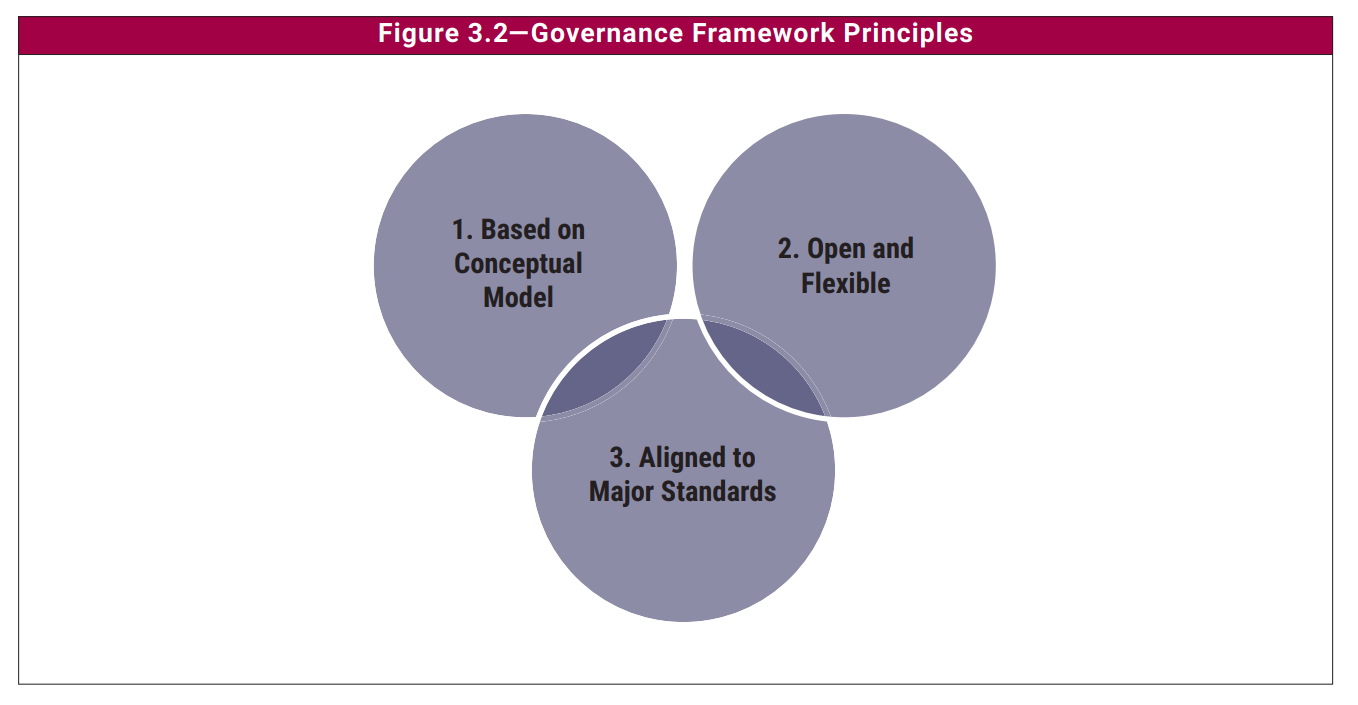 Figure 3.2—Governance Framework Principles
1. Based on
Conceptual
Model
2. Open and
Flexible
3. Aligned to
Major Standards